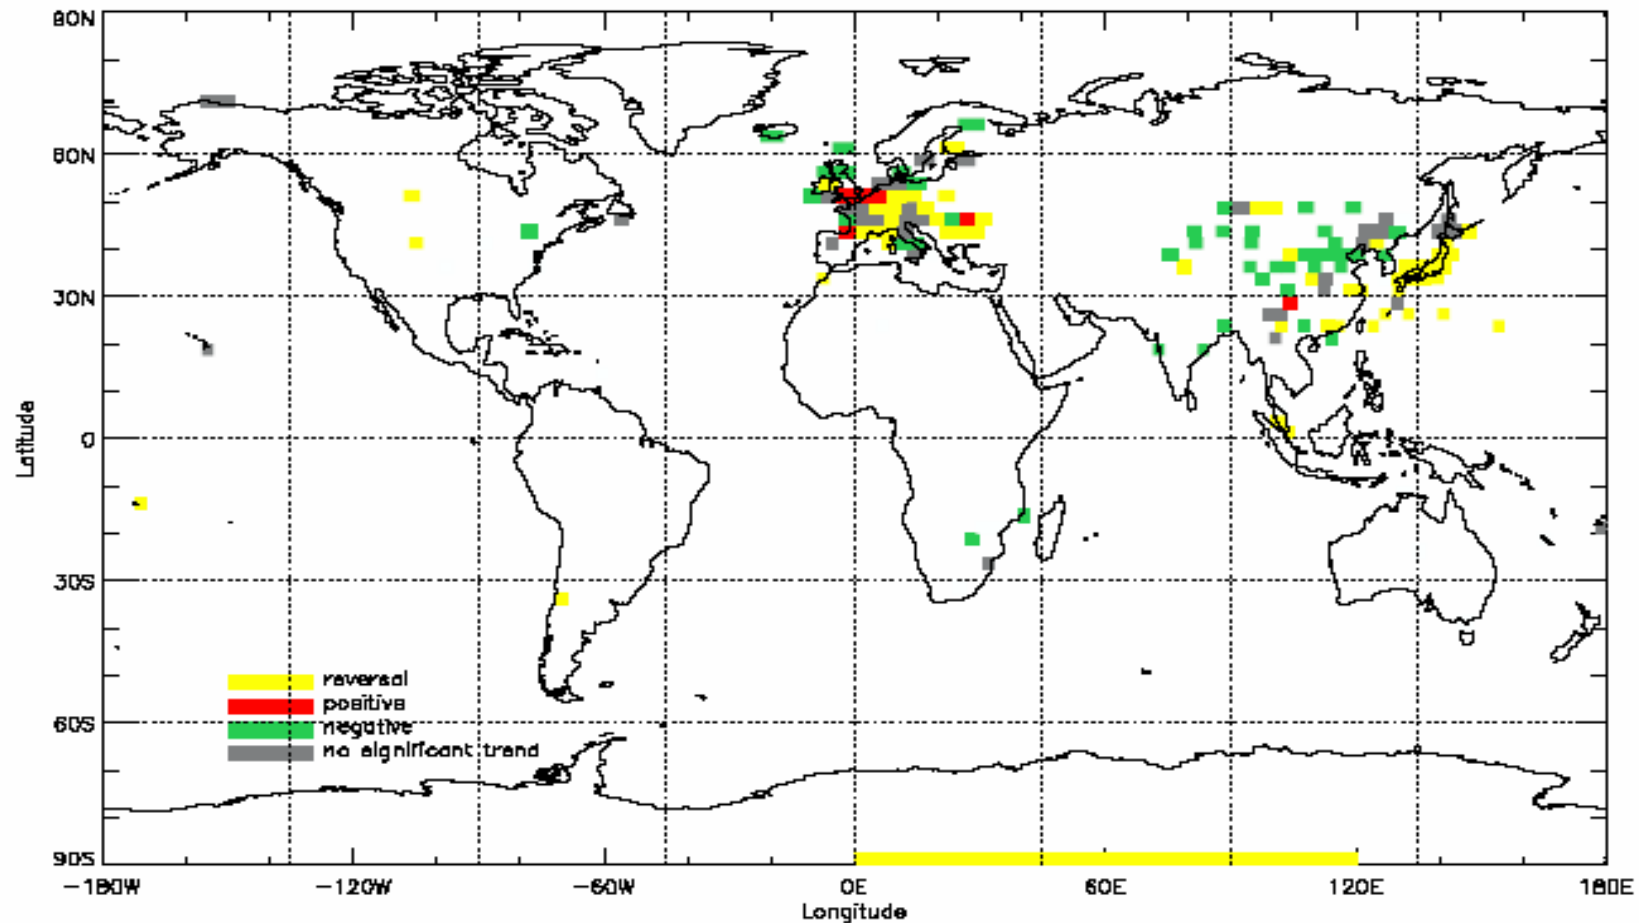 90N
60N
30N
0
30S
60S
90S
Latitude
reversal
positive
negative
no significant trend
-180W
-120W
-60W
0E
60E
120E
180E
Longitude